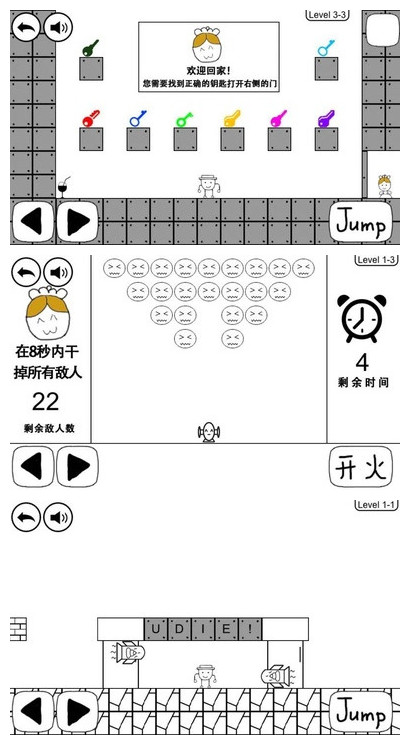 Level 3-3
欢迎回家！
您需要找到正确的钥匙打开右侧的门
Jump
Level 1-3
在8秒内干
掉所有敌人
22
剩余敌人数
4
剩余时间
开火
Level 1-1
U D I E !
Jump